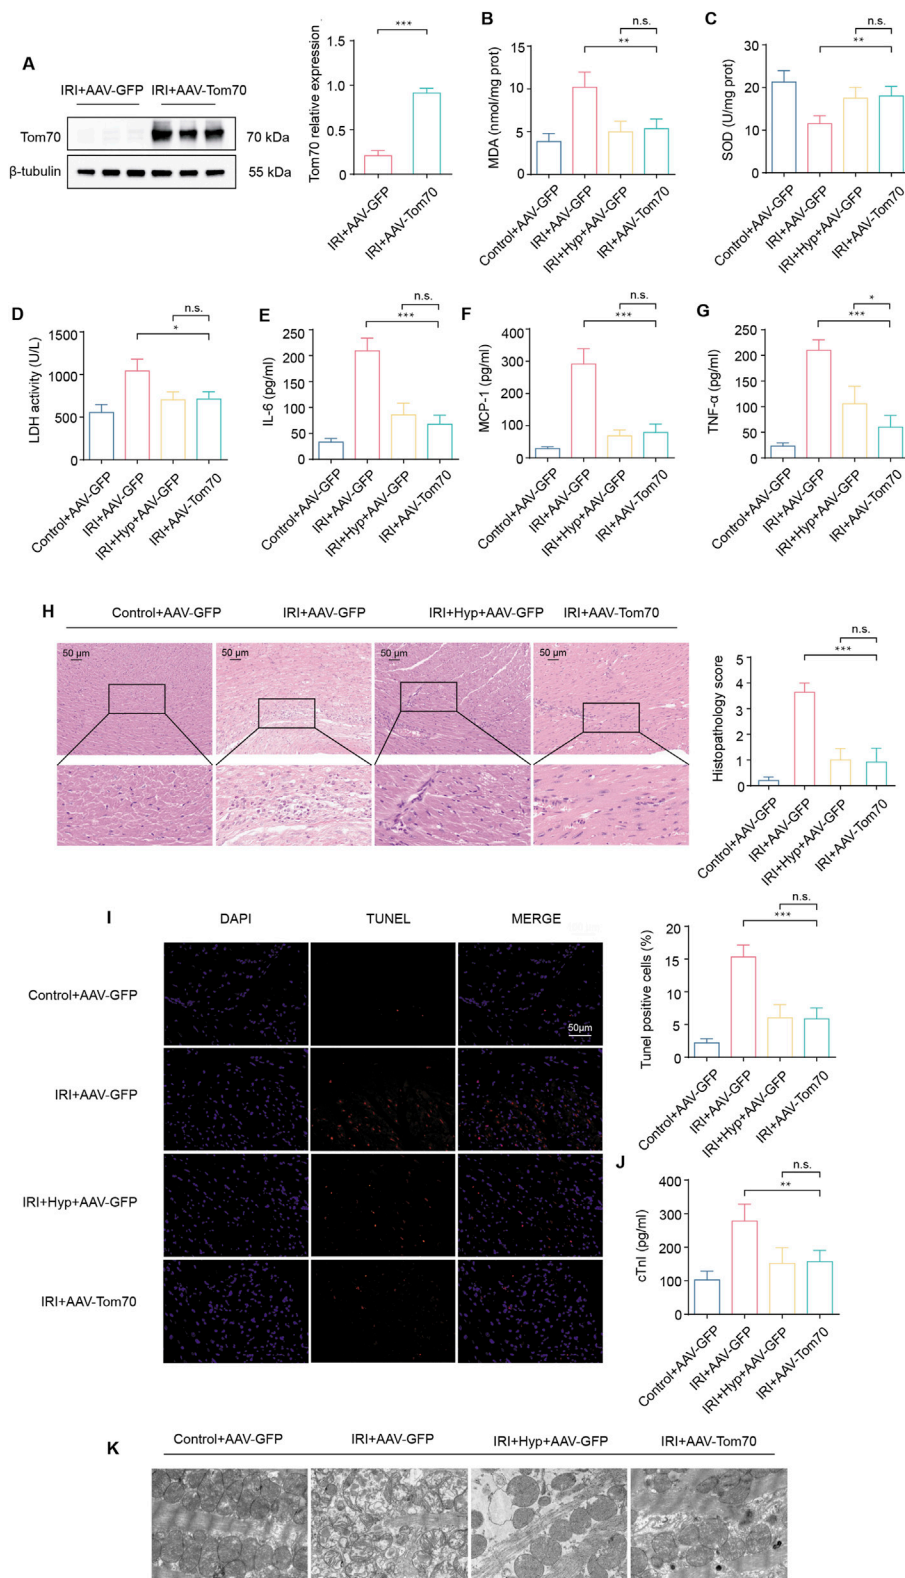 A
IRI+AAV-GFP IRI+AAV-Tom70
Tom70 70 kDa
β-tubulin 55 kDa
Tom70 relative expression
1.5
1.0
0.5
0
***
IRI+AAV-GFP
IRI+AAV-Tom70
B
MDA (nmol/mg prot)
15
10
5
0
n.s.
**
Control+AAV-GFP
IRI+AAV-GFP
IRI+Hyp+AAV-GFP
IRI+AAV-Tom70
C
SOD (U/mg prot)
30
20
10
0
n.s.
**
Control+AAV-GFP
IRI+AAV-GFP
IRI+Hyp+AAV-GFP
IRI+AAV-Tom70
D
LDH activity (U/L)
1500
1000
500
0
n.s.
*
Control+AAV-GFP
IRI+AAV-GFP
IRI+Hyp+AAV-GFP
IRI+AAV-Tom70
E
IL-6 (pg/ml)
250
200
150
100
50
0
n.s.
***
Control+AAV-GFP
IRI+AAV-GFP
IRI+Hyp+AAV-GFP
IRI+AAV-Tom70
F
MCP-1 (pg/ml)
400
300
200
100
0
n.s.
***
Control+AAV-GFP
IRI+AAV-GFP
IRI+Hyp+AAV-GFP
IRI+AAV-Tom70
G
TNF-α (pg/ml)
250
200
150
100
50
0
*
***
Control+AAV-GFP
IRI+AAV-GFP
IRI+Hyp+AAV-GFP
IRI+AAV-Tom70
H
Control+AAV-GFP IRI+AAV-GFP IRI+Hyp+AAV-GFP IRI+AAV-Tom70
50 µm 50 µm 50 µm 50 µm
Histopathology score
5
4
3
2
1
0
n.s.
***
Control+AAV-GFP
IRI+AAV-GFP
IRI+Hyp+AAV-GFP
IRI+AAV-Tom70
I
DAPI TUNEL MERGE
Control+AAV-GFP
50µm
IRI+AAV-GFP
IRI+Hyp+AAV-GFP
IRI+AAV-Tom70
Tunel positive cells (%)
20
15
10
5
0
n.s.
***
Control+AAV-GFP
IRI+AAV-GFP
IRI+Hyp+AAV-GFP
IRI+AAV-Tom70
J
cTnI (pg/ml)
400
300
200
100
0
n.s.
**
Control+AAV-GFP
IRI+AAV-GFP
IRI+Hyp+AAV-GFP
IRI+AAV-Tom70
K
Control+AAV-GFP IRI+AAV-GFP IRI+Hyp+AAV-GFP IRI+AAV-Tom70